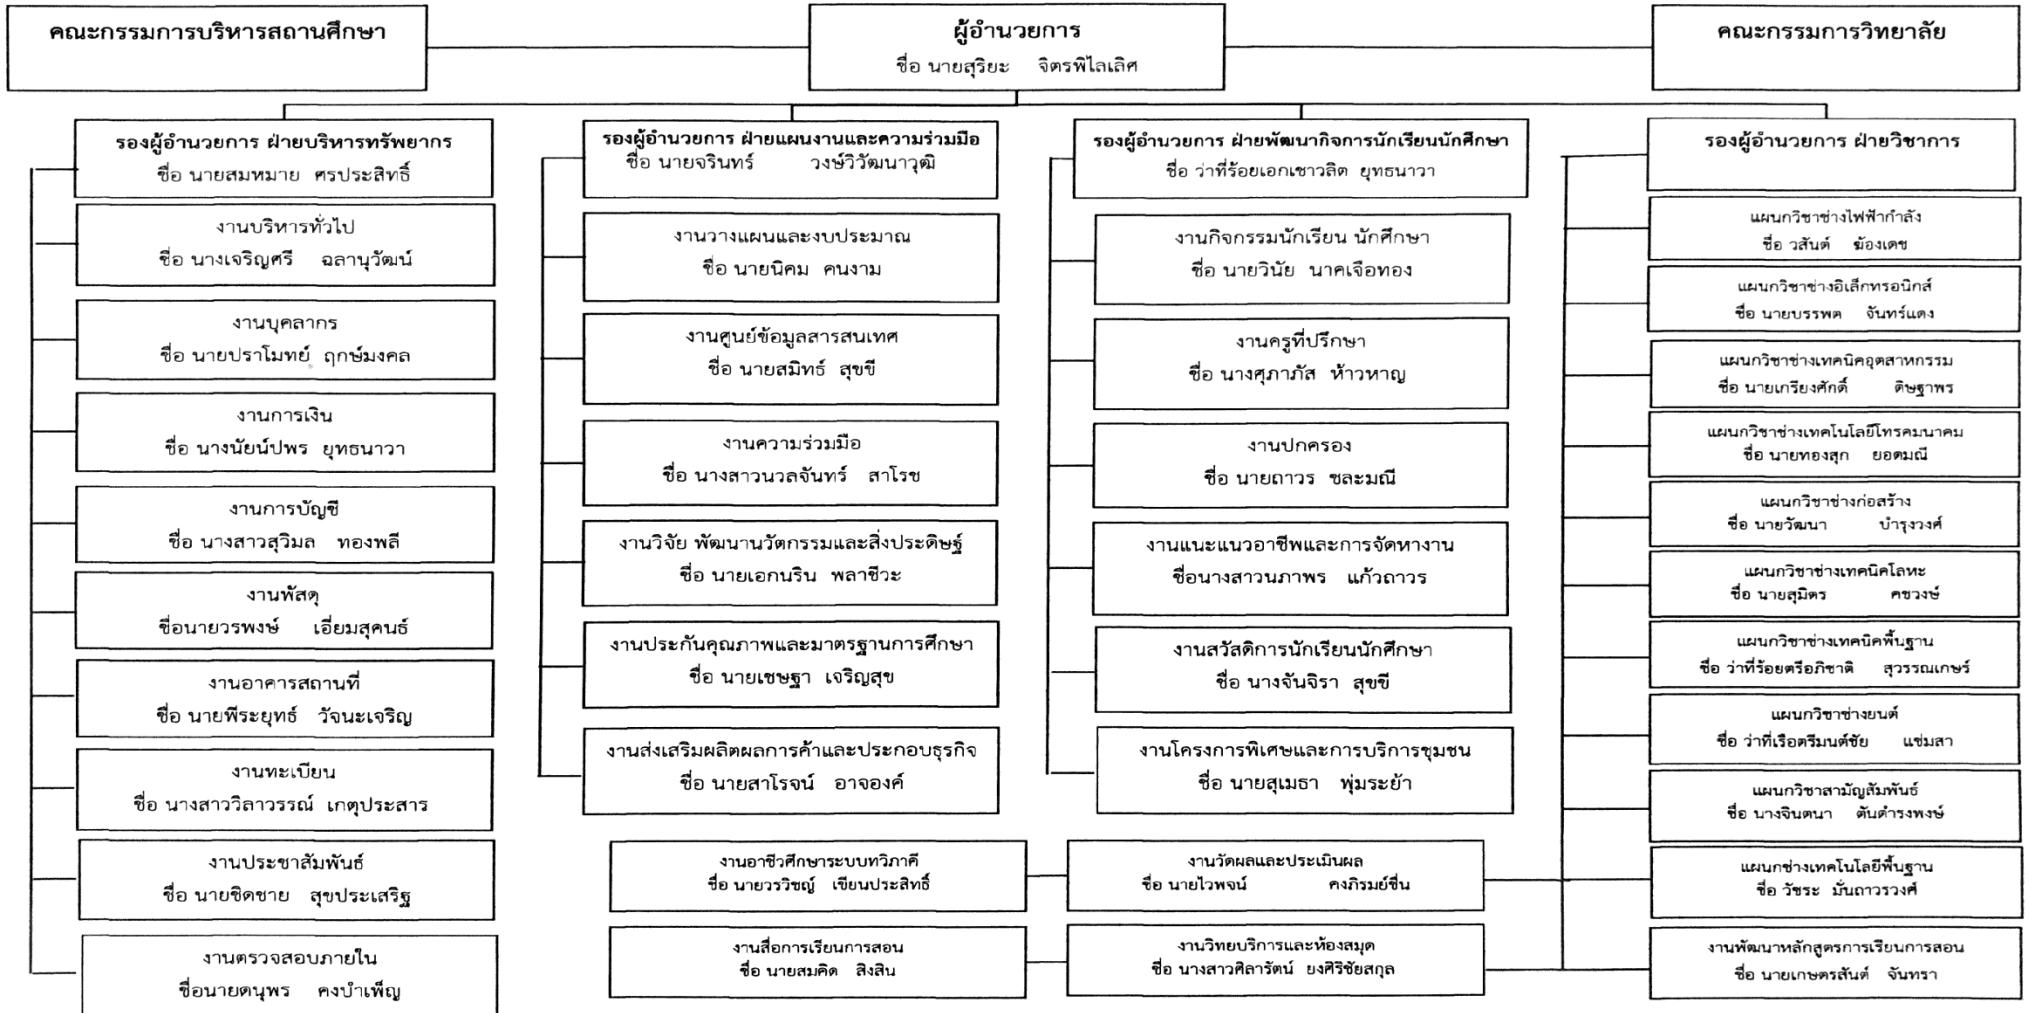 คณะกรรมการบริหารสถานศึกษา
ผู้อำนวยการ
ชื่อ นายสุริยะ จิตรพิไลเลิศ
คณะกรรมการวิทยาลัย
รองผู้อำนวยการ ฝ่ายบริหารทรัพยากร
ชื่อ นายสมหมาย ศรประสิทธิ์
งานบริหารทั่วไป
ชื่อ นางเจริญศรี ฉลานุวัฒน์
งานบุคลากร
ชื่อ นายปราโมทย์ ฤกษ์มงคล
งานการเงิน
ชื่อ นางนัยน์ปพร ยุทธนาวา
งานการบัญชี
ชื่อ นางสาวสุวิมล ทองพลี
งานพัสดุ
ชื่อนายวรพงษ์ เอี่ยมสุคนธ์
งานอาคารสถานที่
ชื่อ นายพีระยุทธ์ วัจนะเจริญ
งานทะเบียน
ชื่อ นางสาววิลาวรรณ์ เกตุประสาร
งานประชาสัมพันธ์
ชื่อ นายชิดชาย สุขประเสริฐ
งานตรวจสอบภายใน
ชื่อนายดนุพร คงบำเพ็ญ
รองผู้อำนวยการ ฝ่ายแผนงานและความร่วมมือ
ชื่อ นายจรินทร์ วงษ์วิวัฒนาวุฒิ
งานวางแผนและงบประมาณ
ชื่อ นายนิคม คนงาม
งานศูนย์ข้อมูลสารสนเทศ
ชื่อ นายสมิทธ์ สุขขี
งานความร่วมมือ
ชื่อ นางสาวนวลจันทร์ สาโรช
งานวิจัย พัฒนานวัตกรรมและสิ่งประดิษฐ์
ชื่อ นายเอกนริน พลาชีวะ
งานประกันคุณภาพและมาตรฐานการศึกษา
ชื่อ นายเชษฐา เจริญสุข
งานส่งเสริมผลิตผลการค้าและประกอบธุรกิจ
ชื่อ นายสาโรจน์ อาจองค์
รองผู้อำนวยการ ฝ่ายพัฒนากิจการนักเรียนนักศึกษา
ชื่อ ว่าที่ร้อยเอกเชาวลิต ยุทธนาวา
งานกิจกรรมนักเรียน นักศึกษา
ชื่อ นายวินัย นาคเจือทอง
งานครูที่ปรึกษา
ชื่อ นางศุภาภัส ห้าวหาญ
งานปกครอง
ชื่อ นายถาวร ชละมณี
งานแนะแนวอาชีพและการจัดหางาน
ชื่อนางสาวนภาพร แก้วถาวร
งานสวัสดิการนักเรียนนักศึกษา
ชื่อ นางจันจิรา สุขขี
งานโครงการพิเศษและการบริการชุมชน
ชื่อ นายสุเมธา พุ่มระย้า
รองผู้อำนวยการ ฝ่ายวิชาการ
แผนกวิชาช่างไฟฟ้ากำลัง
ชื่อ วสันต์ ฆ้องเดช
แผนกวิชาช่างอิเล็กทรอนิกส์
ชื่อ นายบรรพต จันทร์แดง
แผนกวิชาช่างเทคนิคอุตสาหกรรม
ชื่อ นายเกรียงศักดิ์ ดิษฐาพร
แผนกวิชาช่างเทคโนโลยีโทรคมนาคม
ชื่อ นายทองสุก ยอดมณี
แผนกวิชาช่างก่อสร้าง
ชื่อ นายวัฒนา บำรุงวงศ์
แผนกวิชาช่างเทคนิคโลหะ
ชื่อ นายสุมิตร คชวงษ์
แผนกวิชาช่างเทคนิคพื้นฐาน
ชื่อ ว่าที่ร้อยตรีอภิชาติ สุวรรณเกษร์
แผนกวิชาช่างยนต์
ชื่อ ว่าที่เรือตรีมนต์ชัย แช่มสา
แผนกวิชาสามัญสัมพันธ์
ชื่อ นางจินตนา ตันดำรงพงษ์
แผนกช่างเทคโนโลยีพื้นฐาน
ชื่อ วัชระ มั่นถาวรวงศ์
งานพัฒนาหลักสูตรการเรียนการสอน
ชื่อ นายเกษตรสันต์ จันทรา
งานอาชีวศึกษาระบบทวิภาคี
ชื่อ นายวรวิชญ์ เขียนประสิทธิ์
งานวัดผลและประเมินผล
ชื่อ นายไวพจน์ คงภิรมย์ชื่น
งานสื่อการเรียนการสอน
ชื่อ นายสมคิด สิงสิน
งานวิทยบริการและห้องสมุด
ชื่อ นางสาวศิลารัตน์ ยงศิริชัยสกุล